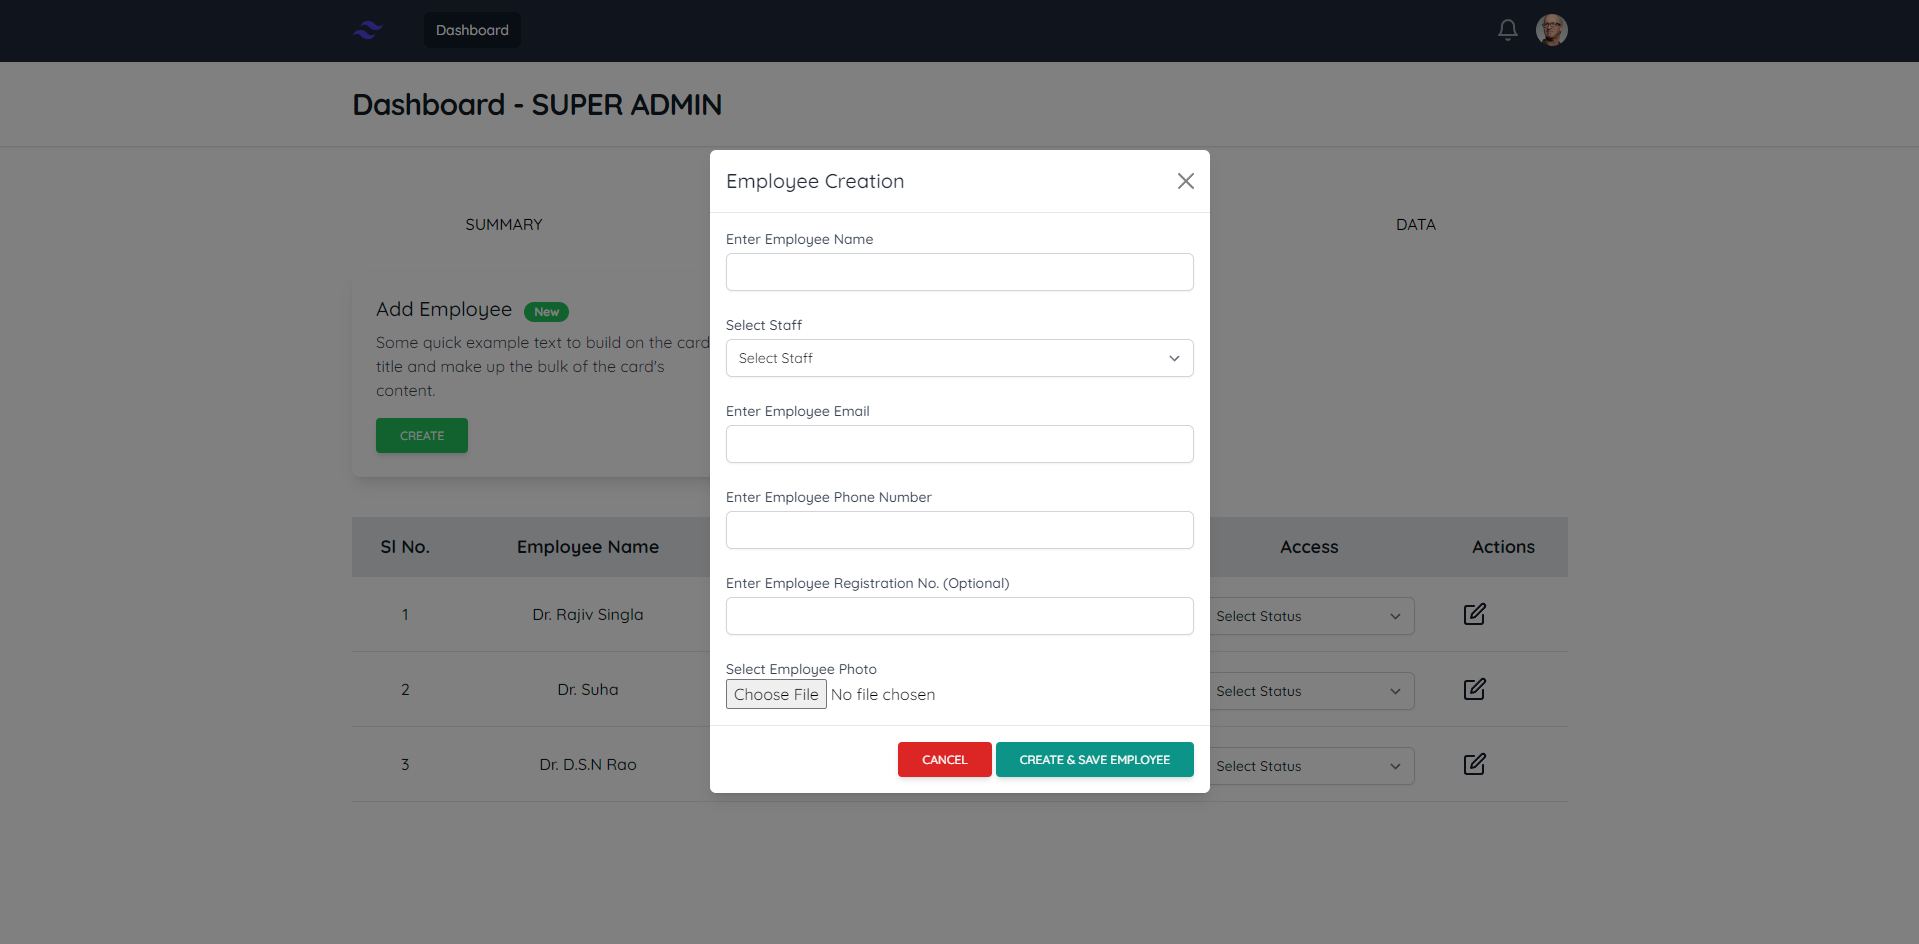 Dashboard
Dashboard - SUPER ADMIN
SUMMARY
DATA
Add Employee New
Some quick example text to build on the card
title and make up the bulk of the card's
content.
CREATE
Employee Creation
Enter Employee Name
Select Staff
Select Staff
Enter Employee Email
Enter Employee Phone Number
Enter Employee Registration No. (Optional)
Select Employee Photo
Choose File No file chosen
CANCEL CREATE & SAVE EMPLOYEE
Sl No. Employee Name Access Actions
1 Dr. Rajiv Singla Select Status
2 Dr. Suha Select Status
3 Dr. D.S.N Rao Select Status